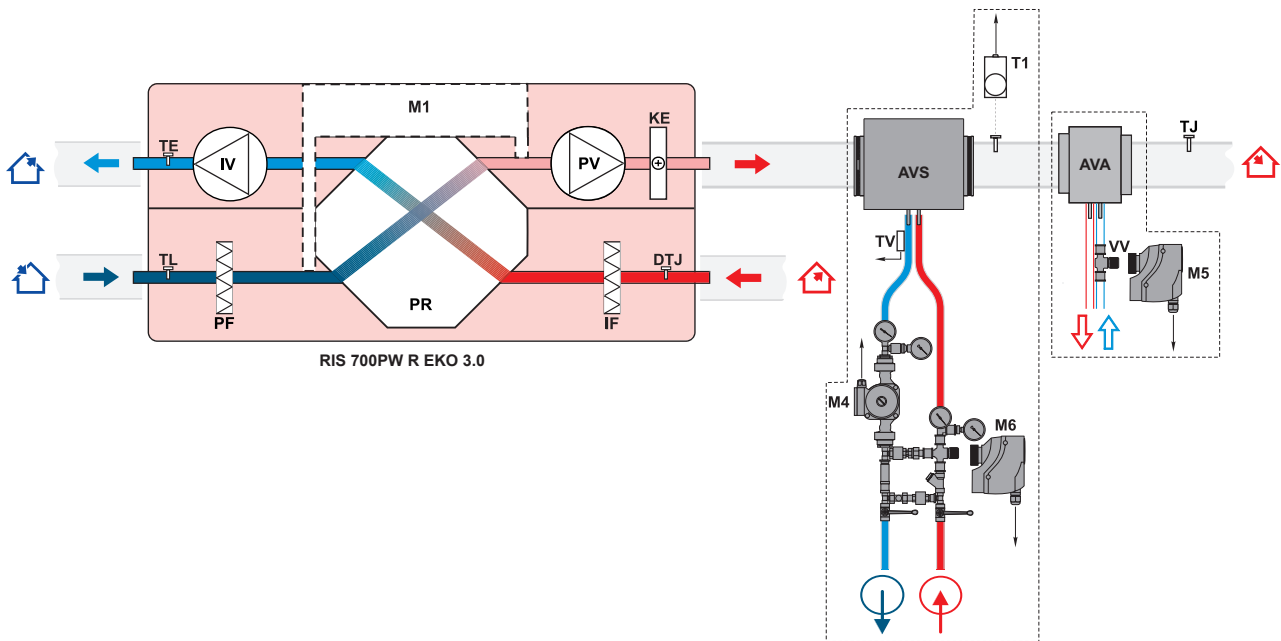 M1
T1
KE
TE
TJ
IV
PV
AVS
AVA
TV
VV
TL
DTJ
M5
PR
PF
IF
RIS 700PW R EKO 3.0
M4
M6